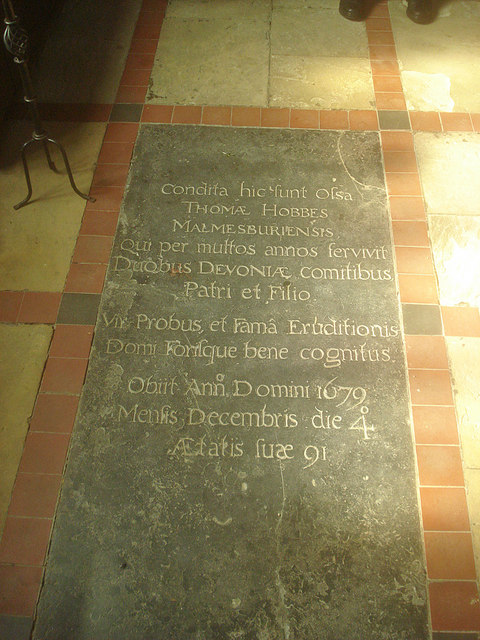 Condita hic sunt Ossa
THOMÆ HOBBES
MALMESBURIENSIS
Qui per multos annos servivit
Duobus DEVONIÆ comitibus
Patri et Filio.
Vir Probus, et Famâ Eruditionis
Domi Forisque bene cognitus.
Obiit Anñ. Domini 1679
Mensis Decembris die 4°
Ætatis suæ 91